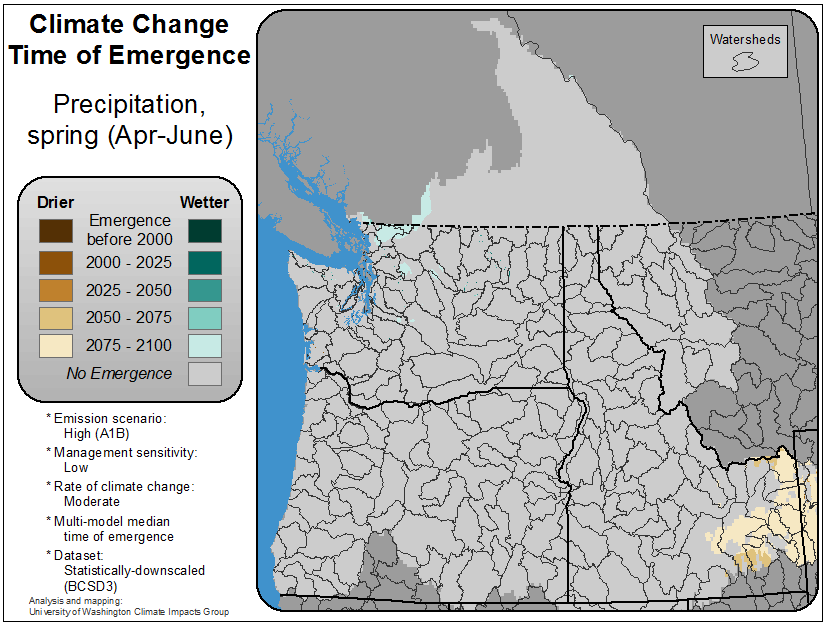 Climate Change
Time of Emergence
Precipitation,
spring (Apr-June)
Drier
Wetter
Emergence
before 2000
2000 - 2025
2025 - 2050
2050 - 2075
2075 - 2100
No Emergence
* Emission scenario:
High (A1B)
* Management sensitivity:
Low
* Rate of climate change:
Moderate
* Multi-model median
time of emergence
* Dataset:
Statistically-downscaled
(BCSD3)
Analysis and mapping:
University of Washington Climate Impacts Group
Watersheds